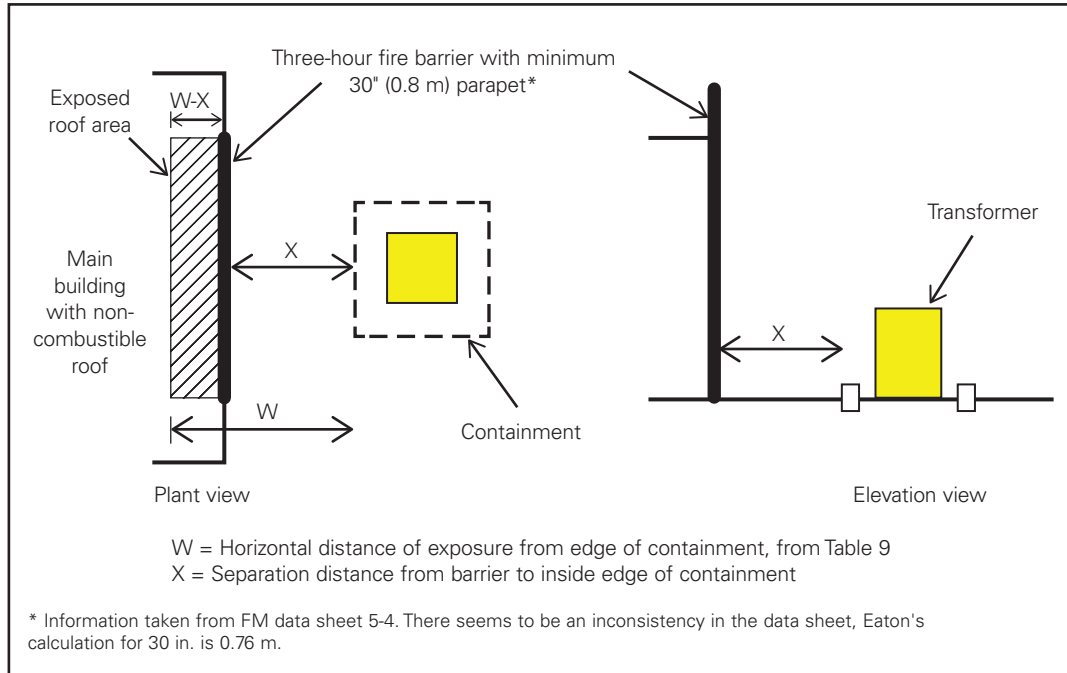 Three-hour fire barrier with minimum
30" (0.8 m) parapet*
Exposed
roof area
W-X
Main
building
with non-
combustible
roof
X
W
Containment
Plant view
Transformer
X
Elevation view
W = Horizontal distance of exposure from edge of containment, from Table 9
X = Separation distance from barrier to inside edge of containment
* Information taken from FM data sheet 5-4. There seems to be an inconsistency in the data sheet, Eaton's
calculation for 30 in. is 0.76 m.